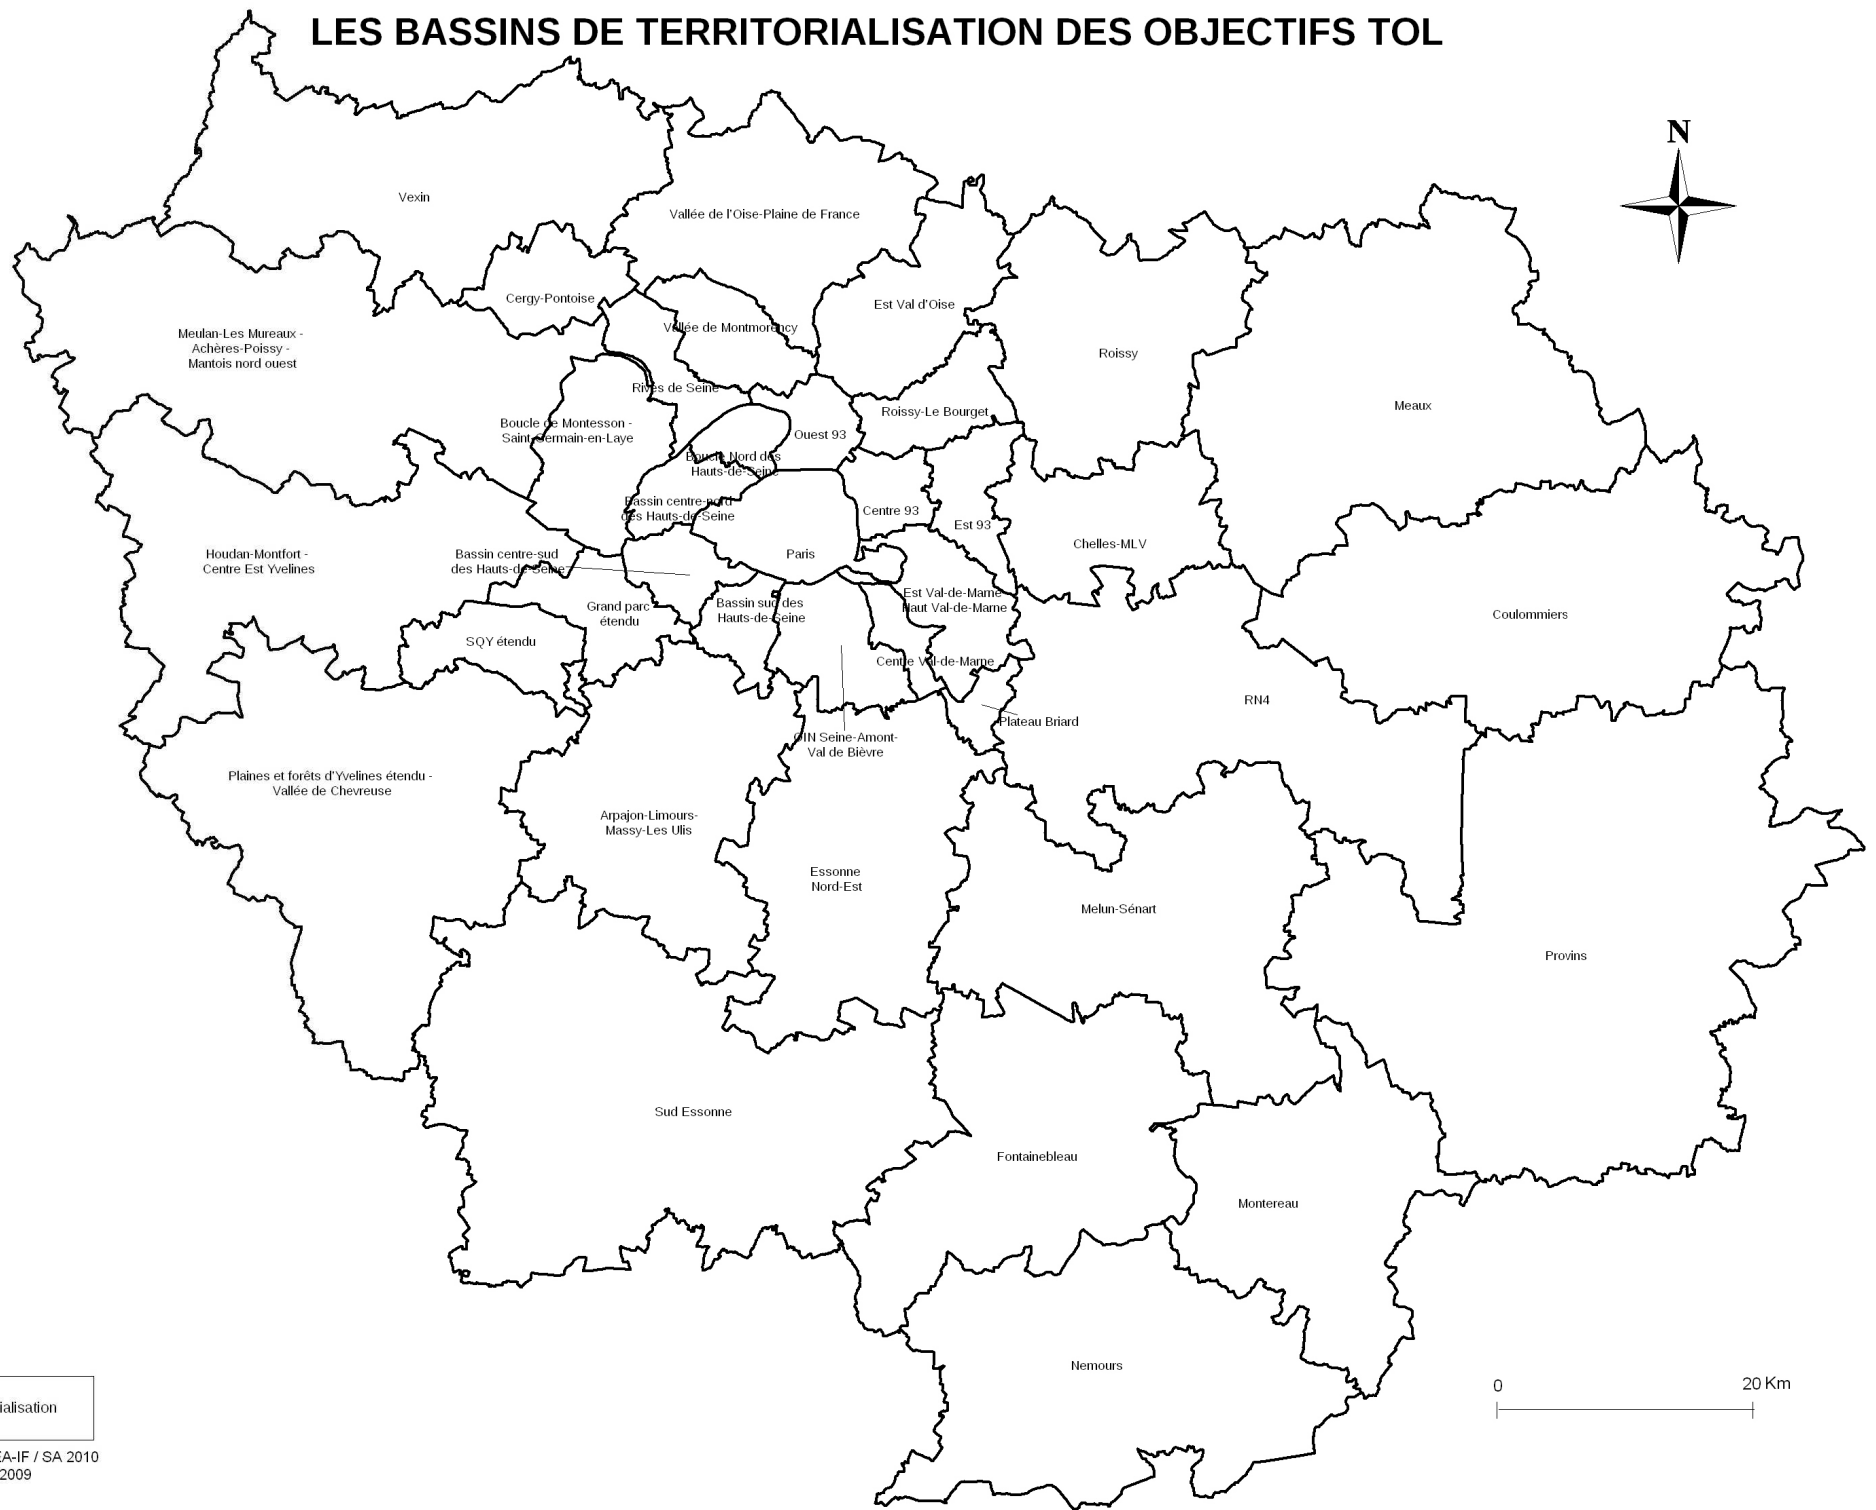 LES BASSINS DE TERRITORIALISATION DES OBJECTIFS TOL
N
Vexin
Vallée de l'Oise-Plaine de France
Cergy-Pontoise
Est Val d'Oise
Vallée de Montmorency
Meulan-Les Mureaux -
Achères-Poissy -
Mantois nord ouest
Roissy
Rives de Seine
Meaux
Roissy-Le Bourget
Boucle de Montesson -
Saint-Germain-en-Laye
Ouest 93
Boucle Nord des
Hauts-de-Seine
Bassin centre-nord
des Hauts-de-Seine
Centre 93
Est 93
Chelles-MLV
Paris
Houdan-Montfort -
Centre Est Yvelines
Bassin centre-sud
des Hauts-de-Seine
Est Val-de-Marne
Haut Val-de-Marne
Grand parc
étendu
Bassin sud des
Hauts-de-Seine
Coulommiers
SQY étendu
Centre Val-de-Marne
RN4
Plateau Briard
OIN Seine-Amont-
Val de Bièvre
Plaines et forêts d'Yvelines étendu -
Vallée de Chevreuse
Arpajon-Limours-
Massy-Les Ulis
Essonne
Nord-Est
Melun-Sénart
Provins
Sud Essonne
Fontainebleau
Montereau
Nemours
0 20 Km
ialisation
EA-IF / SA 2010
2009